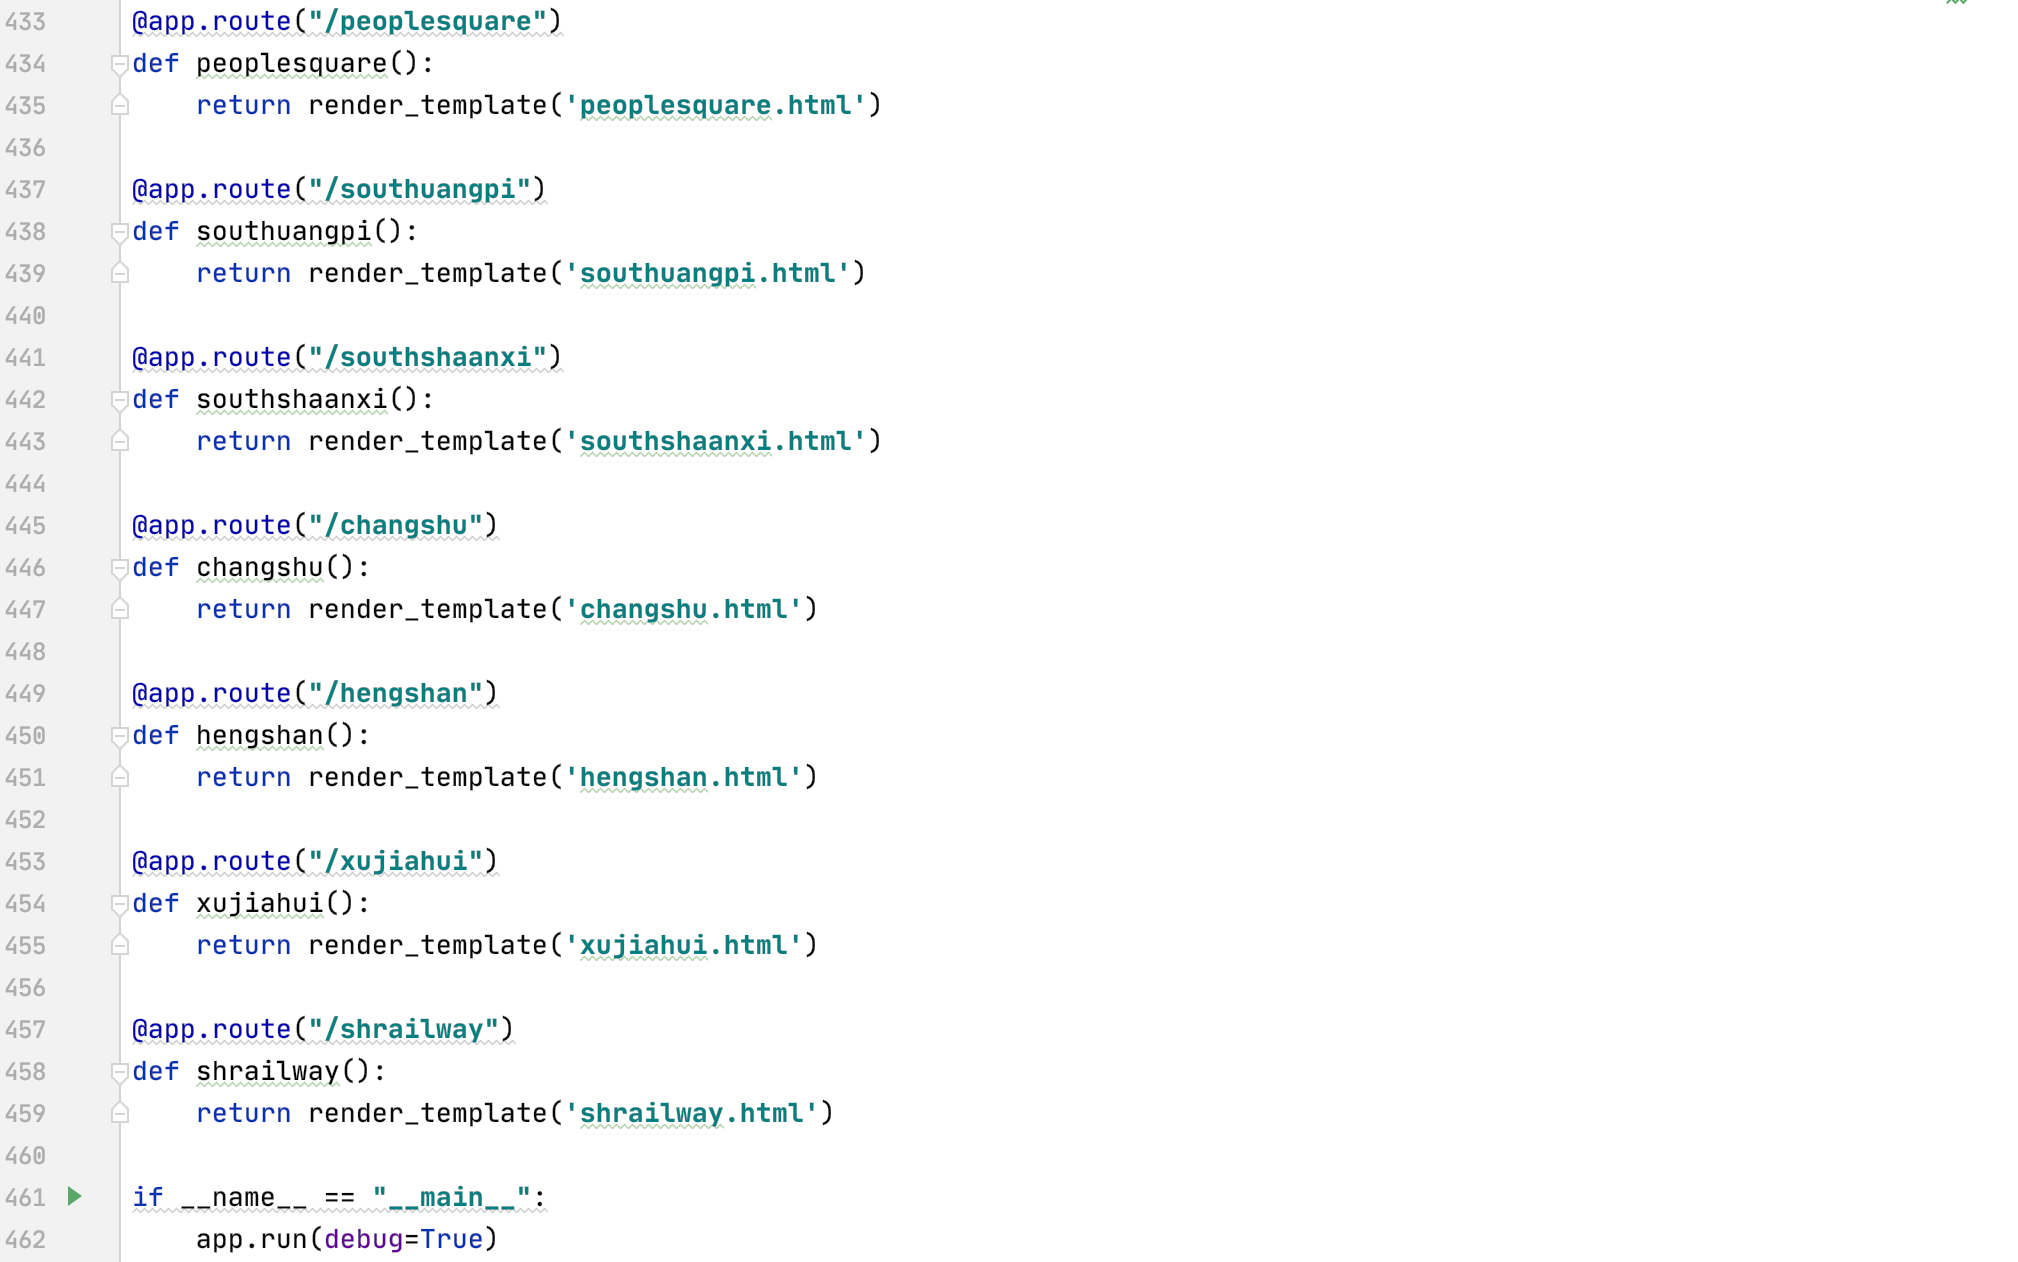 433 @app.route("/peoplesquare")
434 def peoplesquare():
435     return render_template('peoplesquare.html')
436
437 @app.route("/southuangpi")
438 def southuangpi():
439     return render_template('southuangpi.html')
440
441 @app.route("/southshaanxi")
442 def southshaanxi():
443     return render_template('southshaanxi.html')
444
445 @app.route("/changshu")
446 def changshu():
447     return render_template('changshu.html')
448
449 @app.route("/hengshan")
450 def hengshan():
451     return render_template('hengshan.html')
452
453 @app.route("/xujiahui")
454 def xujiahui():
455     return render_template('xujiahui.html')
456
457 @app.route("/shrailway")
458 def shrailway():
459     return render_template('shrailway.html')
460
461 if __name__ == "__main__":
462     app.run(debug=True)